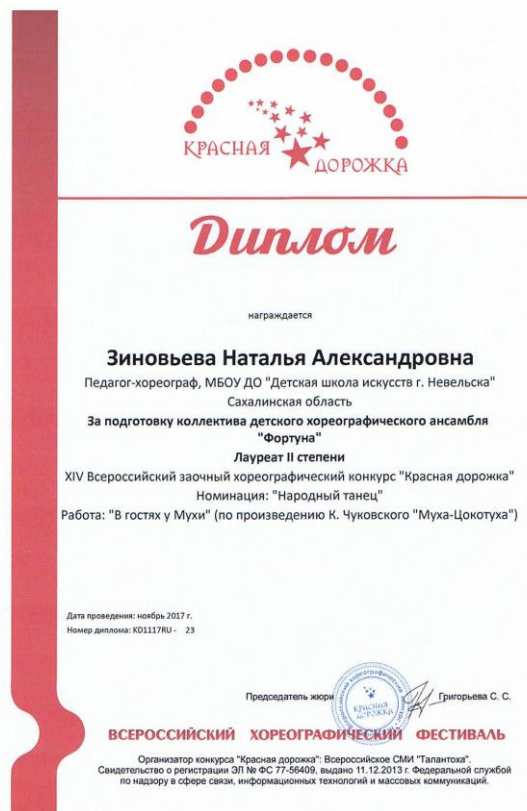 КРАСНАЯ ДОРОЖКА
Диплом
награждается
Зиновьева Наталья Александровна
Педагог-хореограф, МБОУ ДО "Детская школа искусств г. Невельска"
Сахалинская область
За подготовку коллектива детского хореографического ансамбля
"Фортуна"
Лауреат II степени
XIV Всероссийский заочный хореографический конкурс "Красная дорожка"
Номинация: "Народный танец"
Работа: "В гостях у Мухи" (по произведению К. Чуковского "Муха-Цокотуха")
Дата проведения: ноябрь 2017 г.
Номер диплома: KD1117RU - 23
Председатель жюри Григорьева С. С.
КРАСНАЯ
ДОРОЖКА
ВСЕРОССИЙСКИЙ ХОРЕОГРАФИЧЕСКИЙ ФЕСТИВАЛЬ
Организатор конкурса "Красная дорожка": Всероссийское СМИ "Талантоха".
Свидетельство о регистрации ЭЛ № ФС 77-56409, выдано 11.12.2013 г. Федеральной службой
по надзору в сфере связи, информационных технологий и массовых коммуникаций.